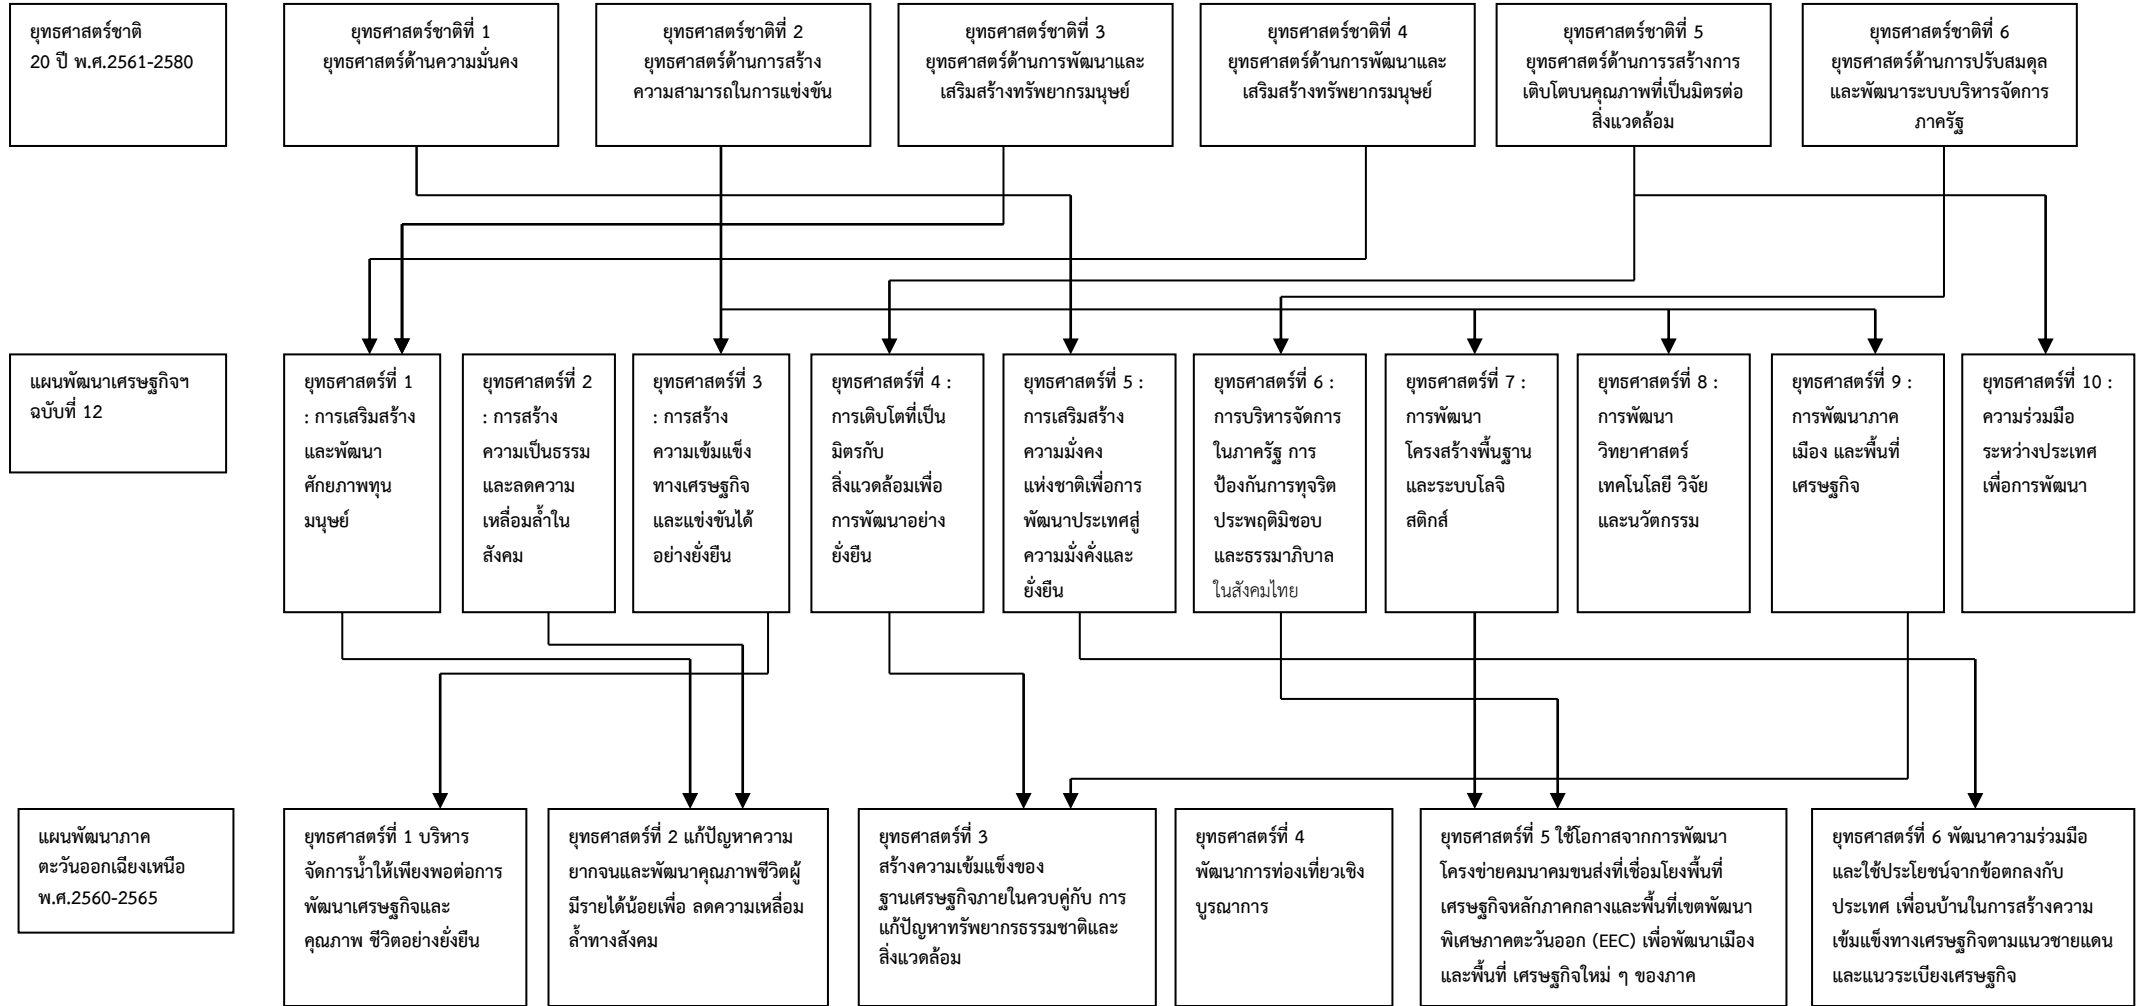 ยุทธศาสตร์ชาติ
20 ปี พ.ศ.2561-2580
ยุทธศาสตร์ชาติที่ 1
ยุทธศาสตร์ด้านความมั่นคง
ยุทธศาสตร์ชาติที่ 2
ยุทธศาสตร์ด้านการสร้าง
ความสามารถในการแข่งขัน
ยุทธศาสตร์ชาติที่ 3
ยุทธศาสตร์ด้านการพัฒนาและ
เสริมสร้างทรัพยากรมนุษย์
ยุทธศาสตร์ชาติที่ 4
ยุทธศาสตร์ด้านการพัฒนาและ
เสริมสร้างทรัพยากรมนุษย์
ยุทธศาสตร์ชาติที่ 5
ยุทธศาสตร์ด้านการรสร้างการ
เติบโตบนคุณภาพที่เป็นมิตรต่อ
สิ่งแวดล้อม
ยุทธศาสตร์ชาติที่ 6
ยุทธศาสตร์ด้านการปรับสมดุล
และพัฒนาระบบบริหารจัดการ
ภาครัฐ
แผนพัฒนาเศรษฐกิจฯ
ฉบับที่ 12
ยุทธศาสตร์ที่ 1
: การเสริมสร้าง
และพัฒนา
ศักยภาพทุน
มนุษย์
ยุทธศาสตร์ที่ 2
: การสร้าง
ความเป็นธรรม
และลดความ
เหลื่อมล้ำใน
สังคม
ยุทธศาสตร์ที่ 3
: การสร้าง
ความเข้มแข็ง
ทางเศรษฐกิจ
และแข่งขันได้
อย่างยั่งยืน
ยุทธศาสตร์ที่ 4 :
การเติบโตที่เป็น
มิตรกับ
สิ่งแวดล้อมเพื่อ
การพัฒนาอย่าง
ยั่งยืน
ยุทธศาสตร์ที่ 5 :
การเสริมสร้าง
ความมั่งคง
แห่งชาติเพื่อการ
พัฒนาประเทศสู่
ความมั่งคั่งและ
ยั่งยืน
ยุทธศาสตร์ที่ 6 :
การบริหารจัดการ
ในภาครัฐ การ
ป้องกันการทุจริต
ประพฤติมิชอบ
และธรรมาภิบาล
ในสังคมไทย
ยุทธศาสตร์ที่ 7 :
การพัฒนา
โครงสร้างพื้นฐาน
และระบบโลจิ
สติกส์
ยุทธศาสตร์ที่ 8 :
การพัฒนา
วิทยาศาสตร์
เทคโนโลยี วิจัย
และนวัตกรรม
ยุทธศาสตร์ที่ 9 :
การพัฒนาภาค
เมือง และพื้นที่
เศรษฐกิจ
ยุทธศาสตร์ที่ 10 :
ความร่วมมือ
ระหว่างประเทศ
เพื่อการพัฒนา
แผนพัฒนาภาค
ตะวันออกเฉียงเหนือ
พ.ศ.2560-2565
ยุทธศาสตร์ที่ 1 บริหาร
จัดการน้ำให้เพียงพอต่อการ
พัฒนาเศรษฐกิจและ
คุณภาพ ชีวิตอย่างยั่งยืน
ยุทธศาสตร์ที่ 2 แก้ปัญหาความ
ยากจนและพัฒนาคุณภาพชีวิตผู้
มีรายได้น้อยเพื่อ ลดความเหลื่อม
ล้ำทางสังคม
ยุทธศาสตร์ที่ 3
สร้างความเข้มแข็งของ
ฐานเศรษฐกิจภายในควบคู่กับ การ
แก้ปัญหาทรัพยากรธรรมชาติและ
สิ่งแวดล้อม
ยุทธศาสตร์ที่ 4
พัฒนาการท่องเที่ยวเชิง
บูรณาการ
ยุทธศาสตร์ที่ 5 ใช้โอกาสจากการพัฒนา
โครงข่ายคมนาคมขนส่งที่เชื่อมโยงพื้นที่
เศรษฐกิจหลักภาคกลางและพื้นที่เขตพัฒนา
พิเศษภาคตะวันออก (EEC) เพื่อพัฒนาเมือง
และพื้นที่ เศรษฐกิจใหม่ ๆ ของภาค
ยุทธศาสตร์ที่ 6 พัฒนาความร่วมมือ
และใช้ประโยชน์จากข้อตกลงกับ
ประเทศ เพื่อนบ้านในการสร้างความ
เข้มแข็งทางเศรษฐกิจตามแนวชายแดน
และแนวระเบียงเศรษฐกิจ